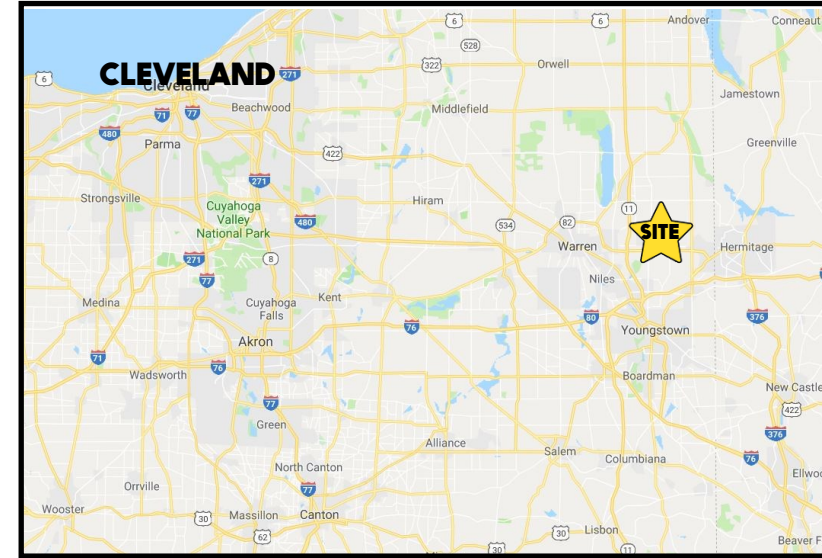 6
6
Andover
Conneaut
528
322
Orwell
CLEVELAND
271
6
Cleveland
Jamestown
Beachwood
Middlefield
71
77
480
Parma
422
Greenville
271
Strongsville
Hiram
Cuyahoga
Valley
National Park
480
534
82
11
SITE
Warren
Hermitage
271
8
77
Niles
Medina
Cuyahoga
Falls
Kent
76
80
376
Youngstown
Akron
71
76
Wadsworth
Boardman
New Castle
77
422
Green
376
Alliance
Salem
Columbiana
76
North Canton
Ellwo
Orrville
77
Wooster
30
Massillon
Canton
62
30
Lisbon
Beaver F
30
11